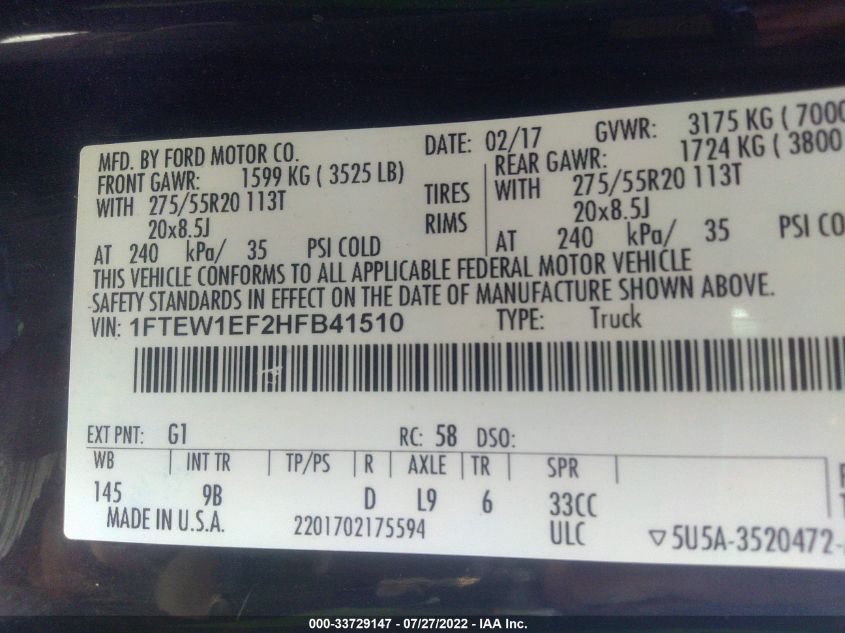 MFD. BY FORD MOTOR CO.
DATE: 02/17 GVWR: 3175 KG ( 7000
FRONT GAWR: 1599 KG ( 3525 LB)
REAR GAWR: 1724 KG ( 3800
WITH 275/55R20 113T TIRES WITH 275/55R20 113T
20x8.5J RIMS 20x8.5J
AT 240 kPa/ 35 PSI COLD AT 240 kPa/ 35 PSI CO
THIS VEHICLE CONFORMS TO ALL APPLICABLE FEDERAL MOTOR VEHICLE
SAFETY STANDARDS IN EFFECT ON THE DATE OF MANUFACTURE SHOWN ABOVE.
VIN: 1FTEW1EF2HFB41510 TYPE: Truck
EXT PNT: G1 RC: 58 DSO:
WB INT TR TP/PS R AXLE TR SPR
145 9B D L9 6 33CC
MADE IN U.S.A. 2201702175594 ULC ▽5U5A-3520472-
000-33729147 - 07/27/2022 - IAA Inc.